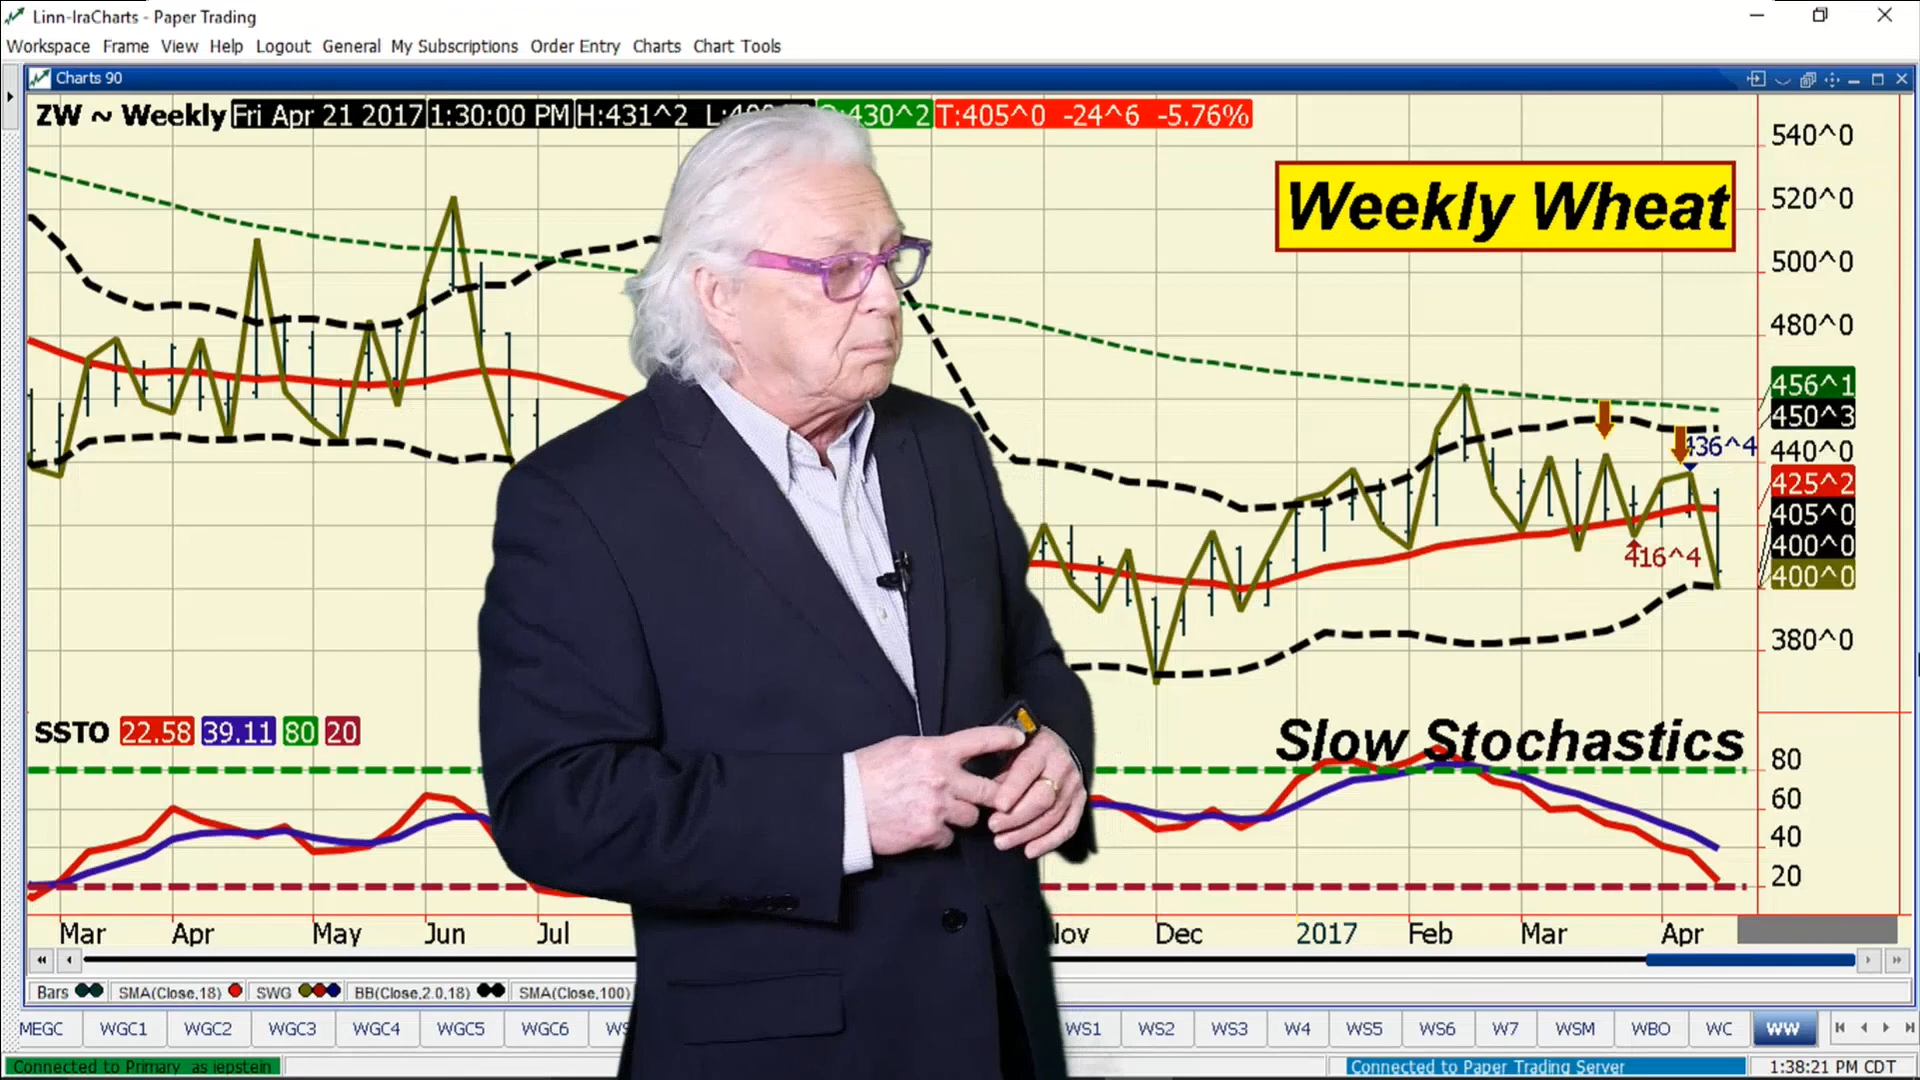 Linn-IraCharts - Paper Trading
Workspace Frame View Help Logout General My Subscriptions Order Entry Charts Chart Tools
Charts 90
ZW ~ Weekly Fri Apr 21 2017 1:30:00 PM H:431^2 430^2 T:405^0 -24^6 -5.76%
Weekly Wheat
540^0
520^0
500^0
480^0
456^1
450^3
436^4
440^0
425^2
405^0
400^0
416^4
400^0
380^0
SSTO 22.58 39.11 80 20
Slow Stochastics
80
60
40
20
Mar Apr May Jun Jul Nov Dec 2017 Feb Mar Apr
Bars SMA(Close,18) SWG BB(Close,2.0,18) SMA(Close,100)
MEGC WGC1 WGC2 WGC3 WGC4 WGC5 WGC6 WS1 WS2 WS3 W4 WS5 WS6 W7 WSM WBO WC WW
Connected to Primary as iepstein Connected to Paper Trading Server 1:38:21 PM CDT